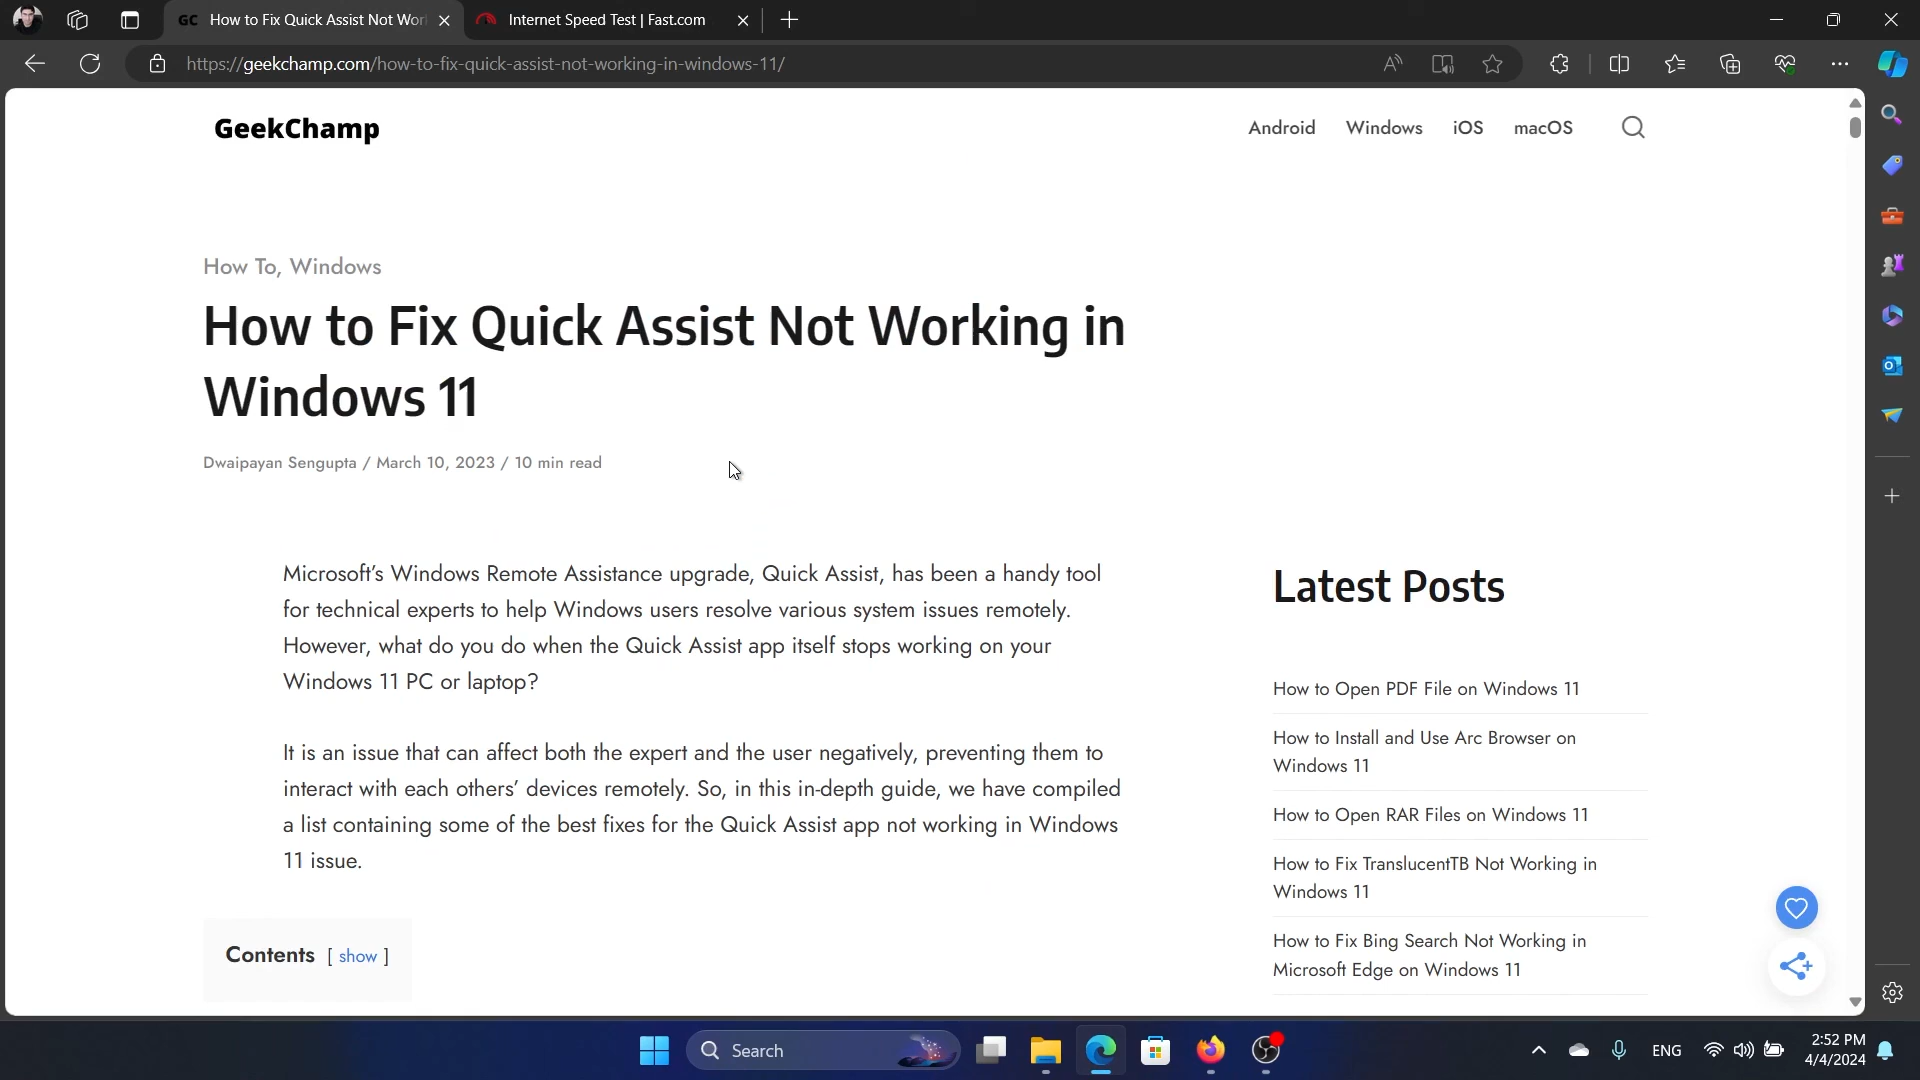 GC How to Fix Quick Assist Not Wor
Internet Speed Test | Fast.com
https://geekchamp.com/how-to-fix-quick-assist-not-working-in-windows-11/
GeekChamp
Android
Windows
iOS
macOS
How To, Windows
How to Fix Quick Assist Not Working in
Windows 11
Dwaipayan Sengupta / March 10, 2023 / 10 min read
Microsoft’s Windows Remote Assistance upgrade, Quick Assist, has been a handy tool
for technical experts to help Windows users resolve various system issues remotely.
However, what do you do when the Quick Assist app itself stops working on your
Windows 11 PC or laptop?
It is an issue that can affect both the expert and the user negatively, preventing them to
interact with each others’ devices remotely. So, in this in-depth guide, we have compiled
a list containing some of the best fixes for the Quick Assist app not working in Windows
11 issue.
Contents [ show ]
Latest Posts
How to Open PDF File on Windows 11
How to Install and Use Arc Browser on
Windows 11
How to Open RAR Files on Windows 11
How to Fix TranslucentTB Not Working in
Windows 11
How to Fix Bing Search Not Working in
Microsoft Edge on Windows 11
Search
ENG
2:52 PM
4/4/2024